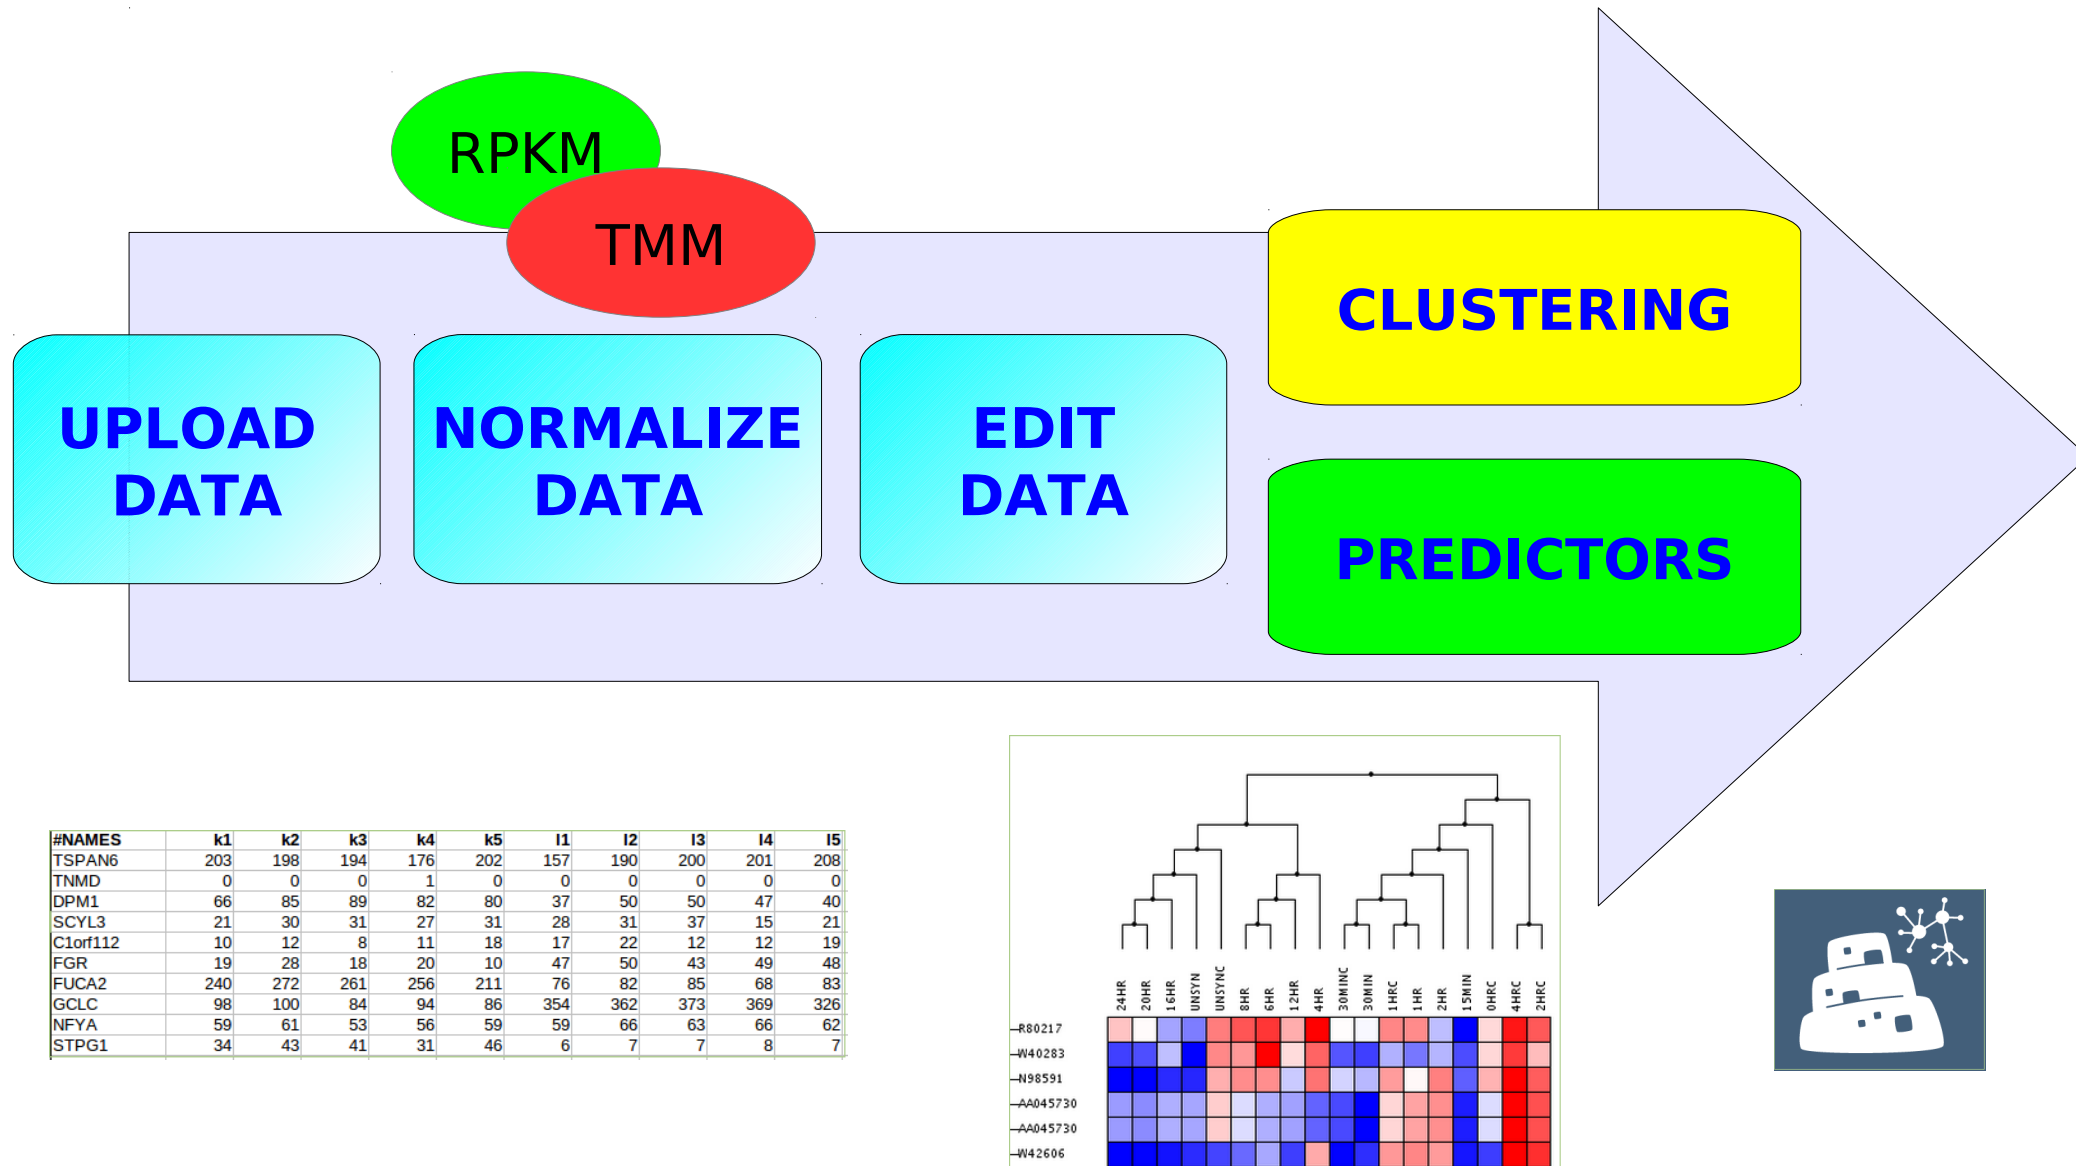 RPKM
TMM
CLUSTERING
UPLOAD
DATA
NORMALIZE
DATA
EDIT
DATA
PREDICTORS
#NAMES k1 k2 k3 k4 k5 l1 l2 l3 l4 l5
TSPAN6 203 198 194 176 202 157 190 200 201 208
TNMD 0 0 0 1 0 0 0 0 0 0
DPM1 66 85 89 82 80 37 50 50 47 40
SCYL3 21 30 31 27 31 28 31 37 15 21
C1orf112 10 12 8 11 18 17 22 12 12 19
FGR 19 28 18 20 10 47 50 43 49 48
FUCA2 240 272 261 256 211 76 82 85 68 83
GCLC 98 100 84 94 86 354 362 373 369 326
NFYA 59 61 53 56 59 59 66 63 66 62
STPG1 34 43 41 31 46 6 7 7 8 7
24HR
20HR
16HR
UNSYN
UNSYNC
8HR
6HR
12HR
4HR
30MINC
30MIN
1HRC
1HR
2HR
15MIN
0HRC
4HRC
2HRC
R80217
W40283
N98591
AA045730
AA045730
W42606